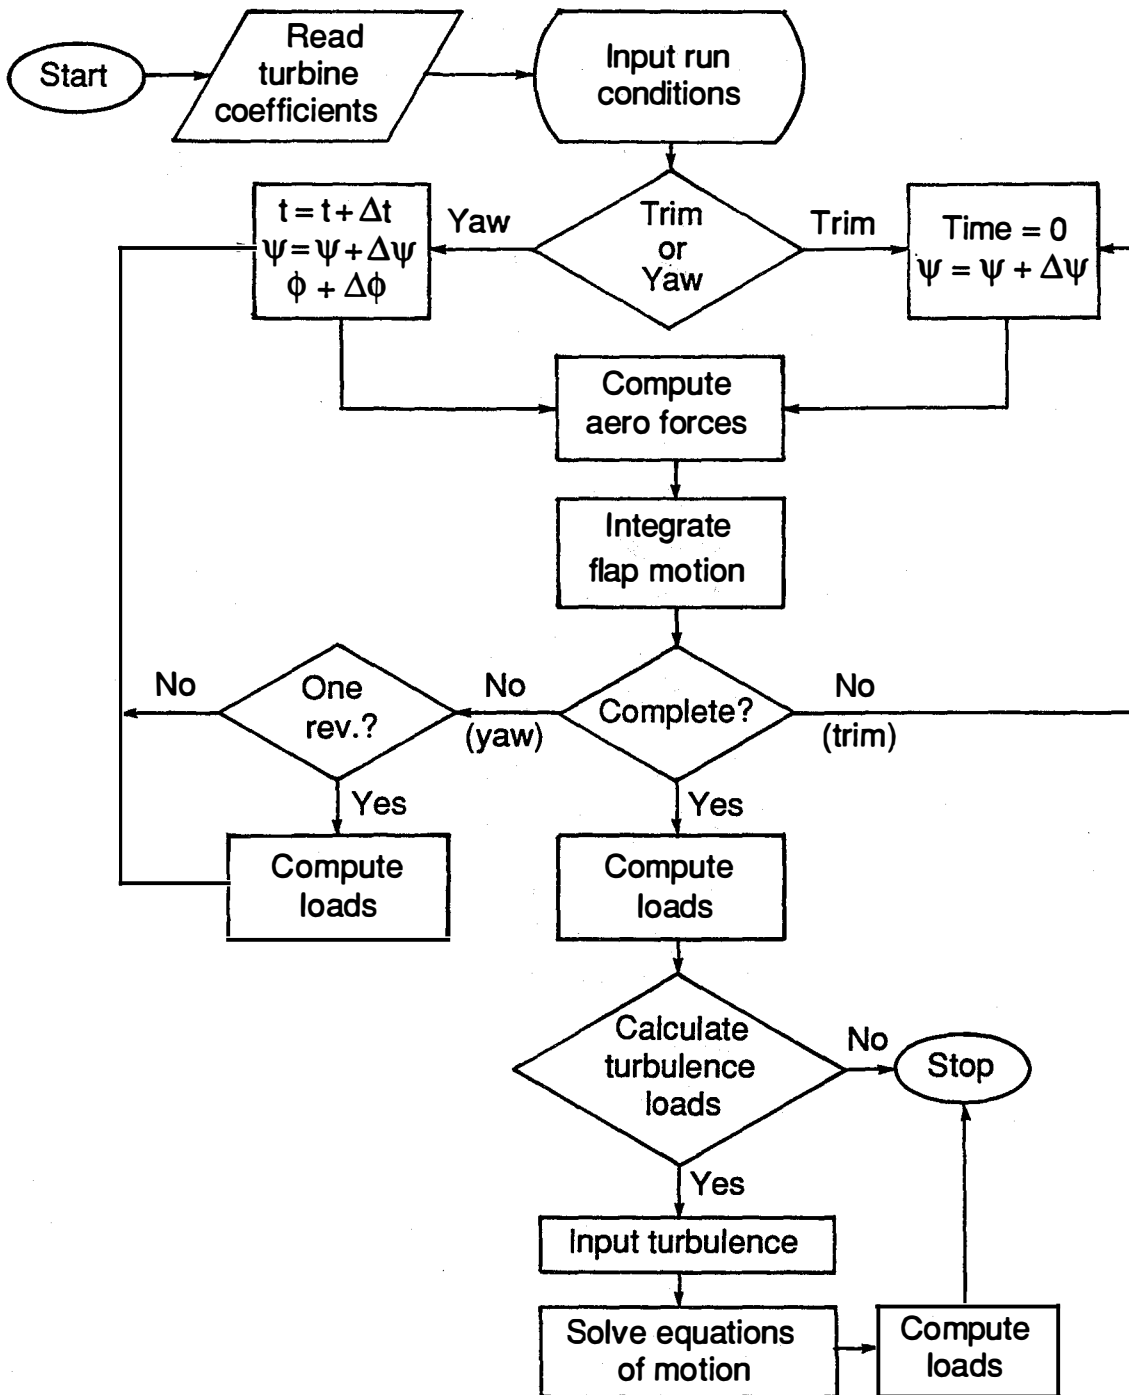 Start
Read
turbine
coefficients
Input run
conditions
t = t + Δt
ψ = ψ + Δψ
ϕ + Δϕ
Yaw
Trim
or
Yaw
Trim
Time = 0
ψ = ψ + Δψ
Compute
aero forces
Integrate
flap motion
No
One
rev.?
No
(yaw)
Complete?
No
(trim)
Yes
Compute
loads
Yes
Compute
loads
Calculate
turbulence
loads
No
Stop
Yes
Input turbulence
Solve equations
of motion
Compute
loads